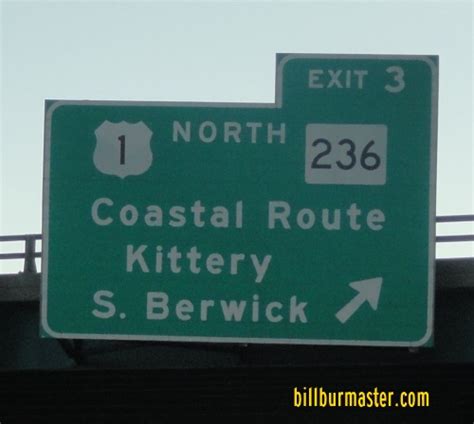 EXIT 3
1 NORTH 236
Coastal Route
Kittery
S. Berwick
billburmaster.com